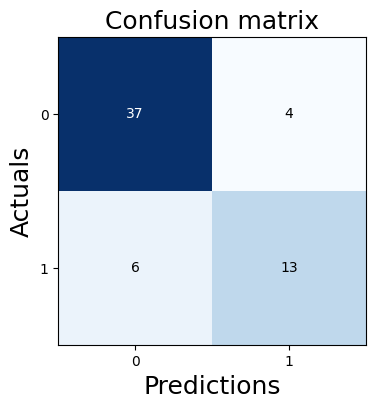 Confusion matrix
Actuals
0
37
4
1
6
13
0
1
Predictions